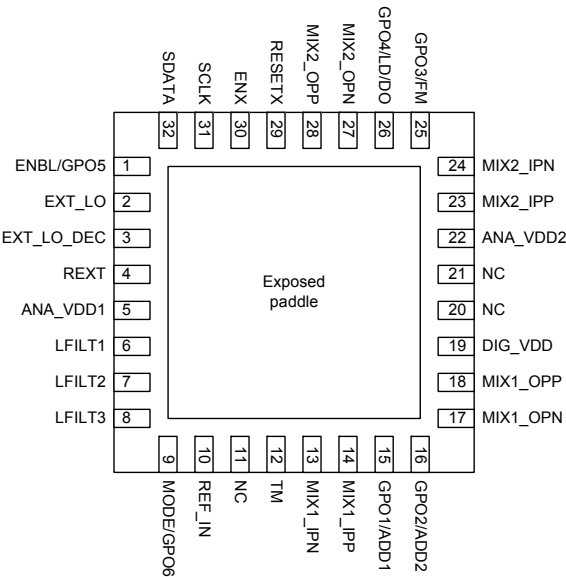 SDATA
SCLK
ENX
RESETX
MIX2_OPP
MIX2_OPN
GPO4/LD/DO
GPO3/FM
32
31
30
29
28
27
26
25
ENBL/GPO5 1
EXT_LO 2
EXT_LO_DEC 3
REXT 4
ANA_VDD1 5
LFILT1 6
LFILT2 7
LFILT3 8
Exposed
paddle
24 MIX2_IPN
23 MIX2_IPP
22 ANA_VDD2
21 NC
20 NC
19 DIG_VDD
18 MIX1_OPP
17 MIX1_OPN
9
10
11
12
13
14
15
16
MODE/GPO6
REF_IN
NC
TM
MIX1_IPN
MIX1_IPP
GPO1/ADD1
GPO2/ADD2